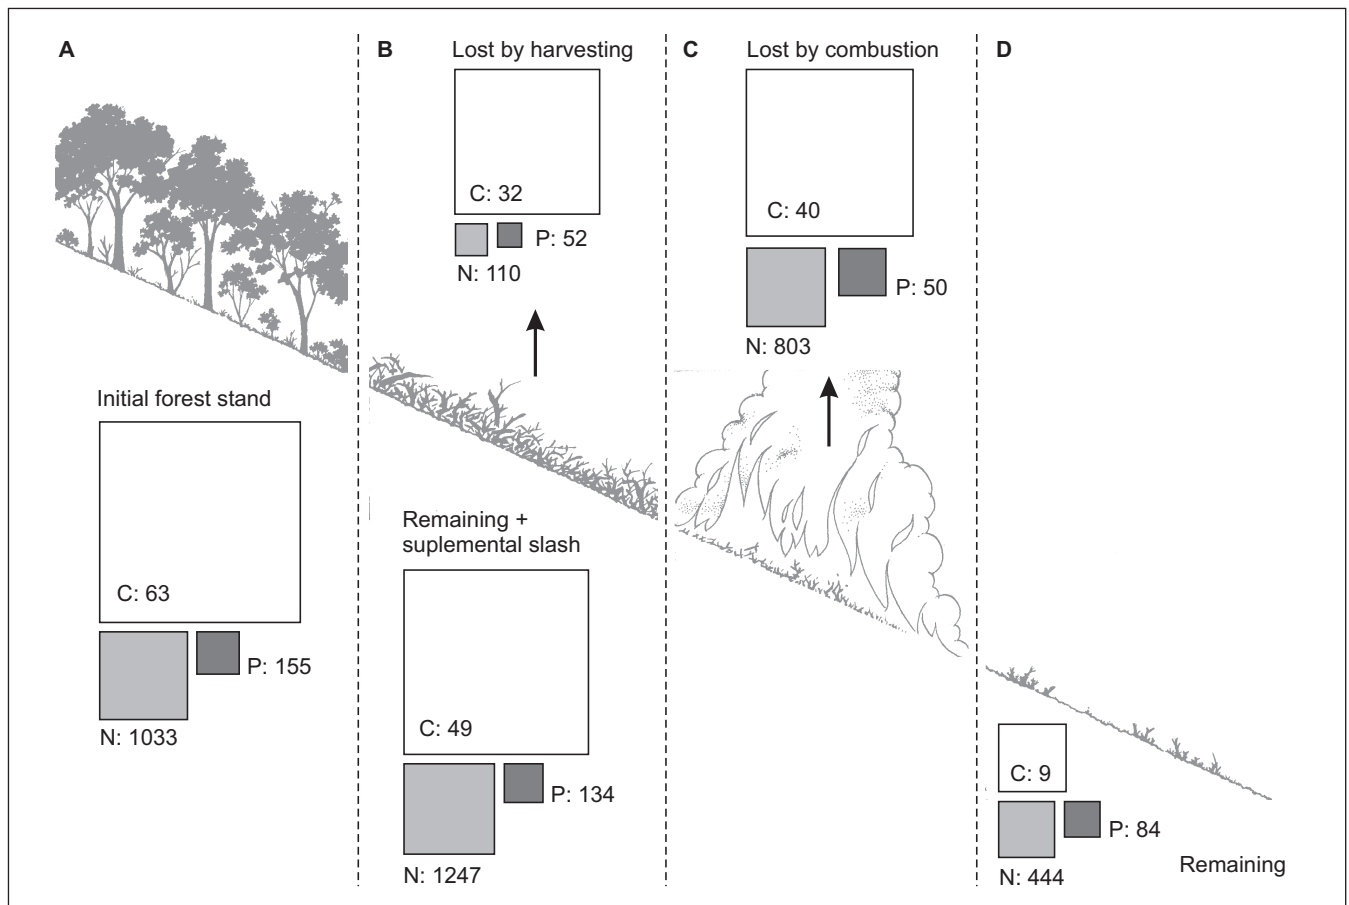 A
Initial forest stand
C: 63
P: 155
N: 1033
B
Lost by harvesting
C: 32
P: 52
N: 110
Remaining +
suplemental slash
C: 49
P: 134
N: 1247
C
Lost by combustion
C: 40
P: 50
N: 803
D
C: 9
P: 84
N: 444
Remaining